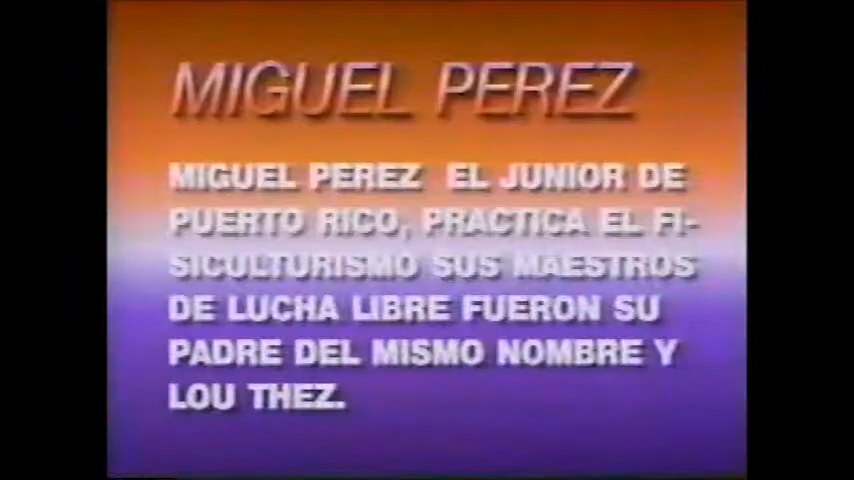 MIGUEL PEREZ
MIGUEL PEREZ EL JUNIOR DE
PUERTO RICO, PRACTICA EL FI-
SICULTURISMO SUS MAESTROS
DE LUCHA LIBRE FUERON SU
PADRE DEL MISMO NOMBRE Y
LOU THEZ.